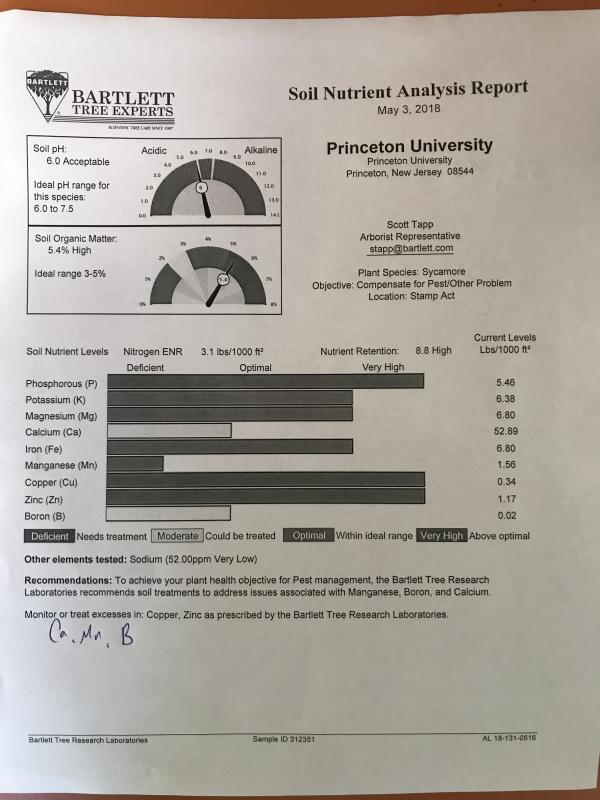 BARTLETT
BARTLETT
TREE EXPERTS
SCIENTIFIC TREE CARE SINCE 1907
Soil Nutrient Analysis Report
May 3, 2018
Princeton University
Princeton University
Princeton, New Jersey 08544
Soil pH:
6.0 Acceptable
Ideal pH range for
this species:
6.0 to 7.5
Acidic
Alkaline
0.0 1.0 2.0 3.0 4.0 5.0 6.0 7.0 8.0 9.0 10.0 11.0 12.0 13.0 14.0
6
Soil Organic Matter:
5.4% High
Ideal range 3-5%
0% 1% 2% 3% 4% 5% 6% 7% 8%
5.4
Scott Tapp
Arborist Representative
stapp@bartlett.com
Plant Species: Sycamore
Objective: Compensate for Pest/Other Problem
Location: Stamp Act
Soil Nutrient Levels Nitrogen ENR 3.1 lbs/1000 ft² Nutrient Retention: 8.8 High
Current Levels
Lbs/1000 ft²
Deficient Optimal Very High
Phosphorous (P) 5.46
Potassium (K) 6.38
Magnesium (Mg) 6.80
Calcium (Ca) 52.89
Iron (Fe) 6.80
Manganese (Mn) 1.56
Copper (Cu) 0.34
Zinc (Zn) 1.17
Boron (B) 0.02
Deficient Needs treatment Moderate Could be treated Optimal Within ideal range Very High Above optimal
Other elements tested: Sodium (52.00ppm Very Low)
Recommendations: To achieve your plant health objective for Pest management, the Bartlett Tree Research
Laboratories recommends soil treatments to address issues associated with Manganese, Boron, and Calcium.
Monitor or treat excesses in: Copper, Zinc as prescribed by the Bartlett Tree Research Laboratories.
Ca, Mn, B
Bartlett Tree Research Laboratories Sample ID 312351 AL 18-131-0516